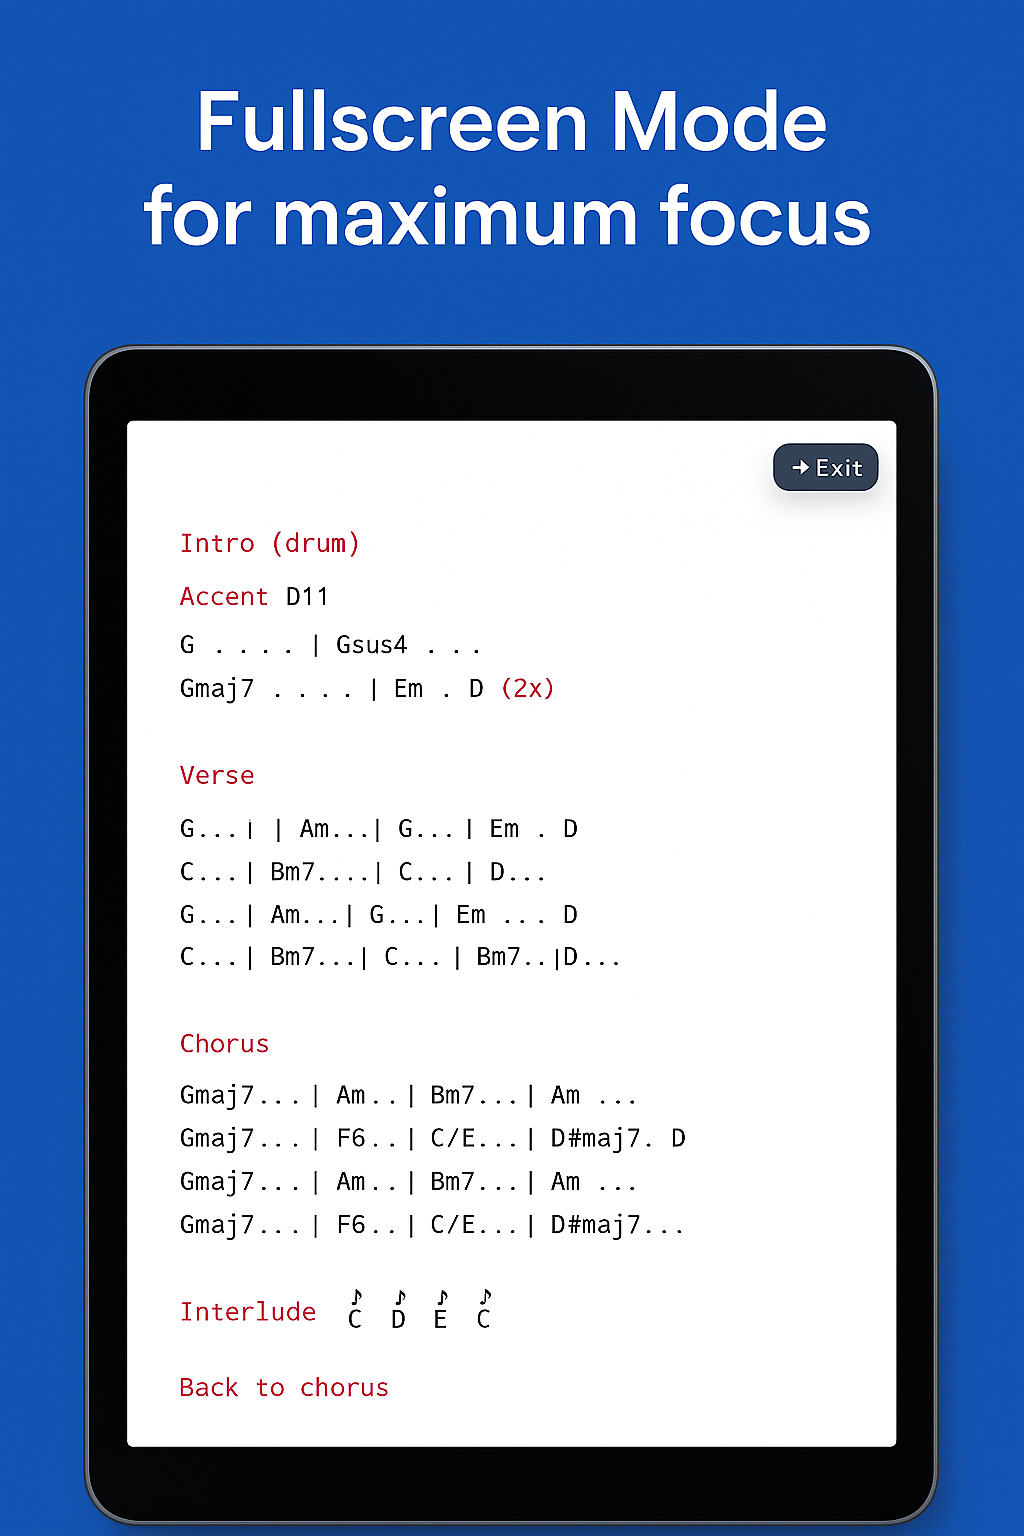 Fullscreen Mode
for maximum focus
➔ Exit
Intro (drum)
Accent D11
G . . . . | Gsus4 . . .
Gmaj7 . . . . | Em . D (2x)
Verse
G...| | Am...| G...| Em . D
C...| Bm7....| C...| D...
G...| Am...| G...| Em ... D
C...| Bm7...| C...| Bm7..|D...
Chorus
Gmaj7...| Am..| Bm7...| Am ...
Gmaj7...| F6..| C/E...| D#maj7. D
Gmaj7...| Am..| Bm7...| Am ...
Gmaj7...| F6..| C/E...| D#maj7...
♪ ♪ ♪ ♪
Interlude C D E C
Back to chorus